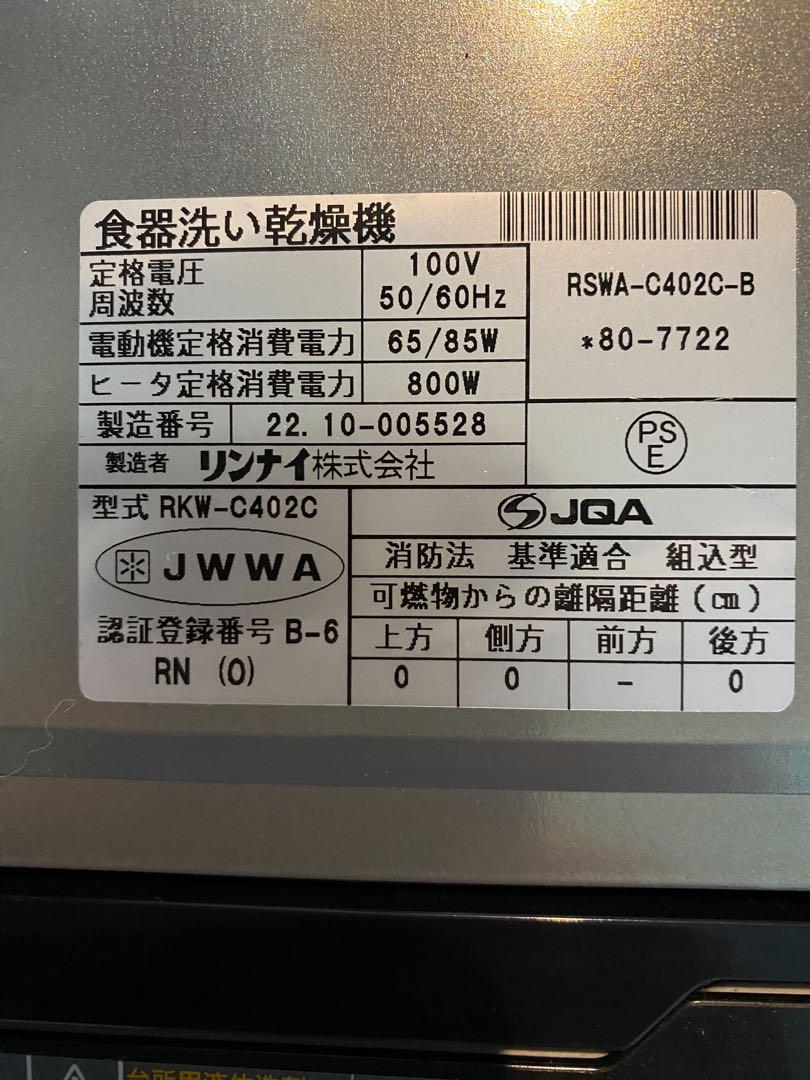 食器洗い乾燥機
定格電圧
周波数
100V
50/60Hz
RSWA-C402C-B
*80-7722
電動機定格消費電力 65/85W
ヒータ定格消費電力 800W
製造番号 22.10-005528
製造者 リンナイ株式会社
PS
E
型式 RKW-C402C
JWWA
認証登録番号 B-6
RN (O)
JQA
消防法 基準適合 組込型
可燃物からの離隔距離(cm)
上方 側方 前方 後方
0 0 - 0